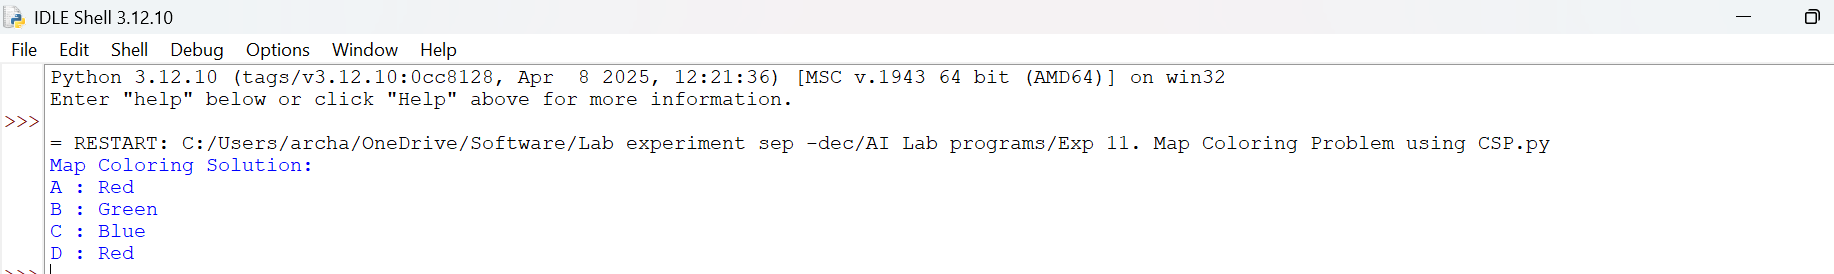 IDLE Shell 3.12.10
File Edit Shell Debug Options Window Help
Python 3.12.10 (tags/v3.12.10:0cc8128, Apr  8 2025, 12:21:36) [MSC v.1943 64 bit (AMD64)] on win32
Enter "help" below or click "Help" above for more information.
>>>
= RESTART: C:/Users/archa/OneDrive/Software/Lab experiment sep -dec/AI Lab programs/Exp 11. Map Coloring Problem using CSP.py
Map Coloring Solution:
A : Red
B : Green
C : Blue
D : Red
>>>